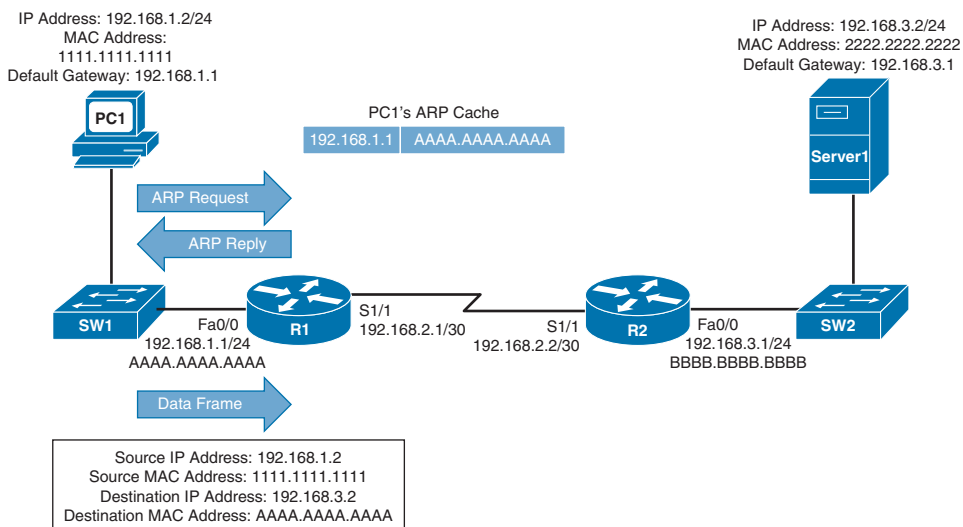 IP Address: 192.168.1.2/24
MAC Address:
1111.1111.1111
Default Gateway: 192.168.1.1
PC1
IP Address: 192.168.3.2/24
MAC Address: 2222.2222.2222
Default Gateway: 192.168.3.1
Server1
PC1's ARP Cache
192.168.1.1
AAAA.AAAA.AAAA
ARP Request
ARP Reply
SW1
Fa0/0
192.168.1.1/24
AAAA.AAAA.AAAA
R1
S1/1
192.168.2.1/30
S1/1
192.168.2.2/30
R2
Fa0/0
192.168.3.1/24
BBBB.BBBB.BBBB
SW2
Data Frame
Source IP Address: 192.168.1.2
Source MAC Address: 1111.1111.1111
Destination IP Address: 192.168.3.2
Destination MAC Address: AAAA.AAAA.AAAA